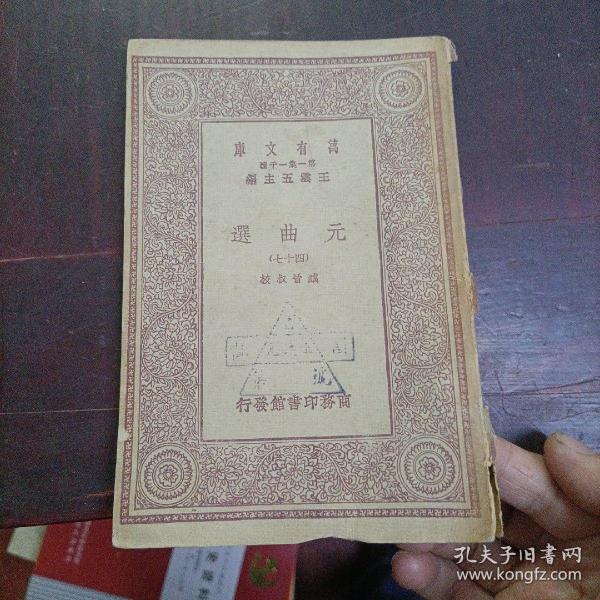 萬有文庫
第一集一千種
王雲五主編
元曲選
(四十七)
臧晉叔校
號
商務印書館發行
孔夫子旧书网
www.kongfz.com